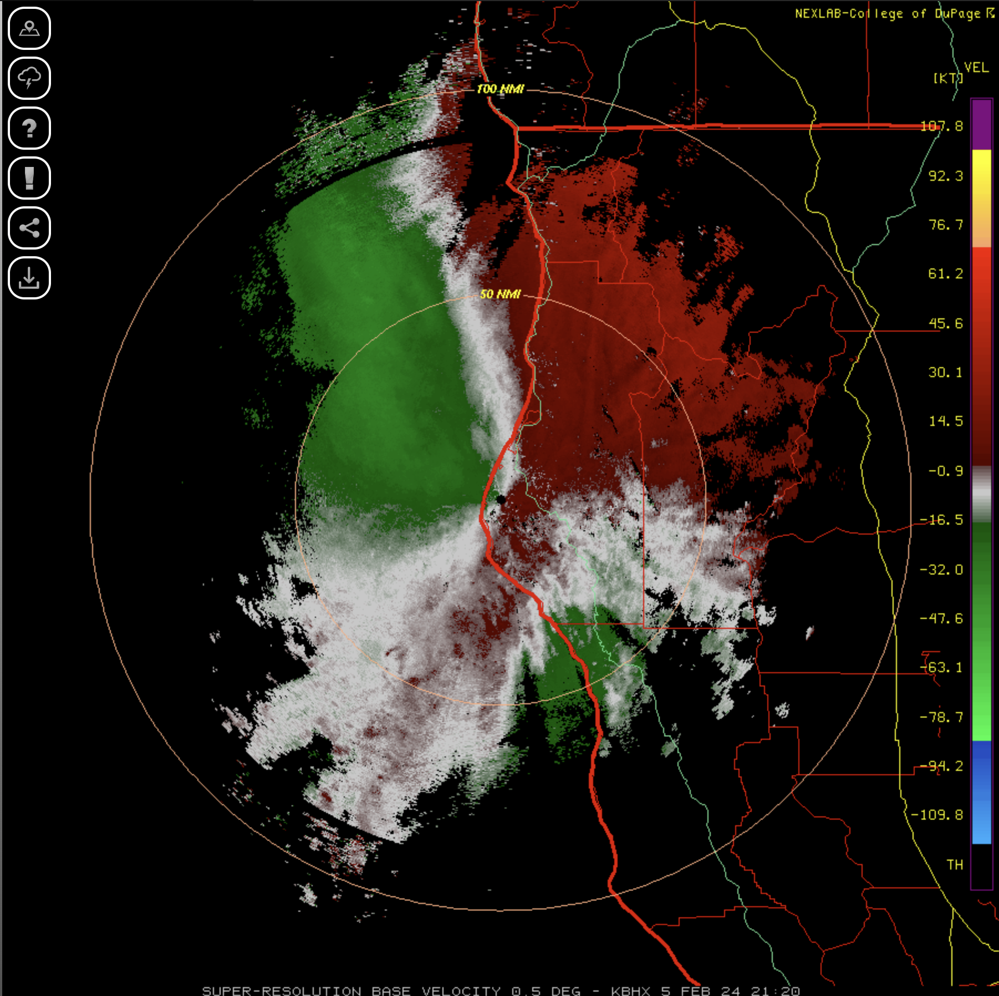 NEXLAB-College of DuPage
VEL
[KT]
100 NMI
107.8
92.3
76.7
61.2
50 NMI
45.6
30.1
14.5
-0.9
-16.5
-32.0
-47.6
-63.1
-78.7
-94.2
-109.8
TH
SUPER-RESOLUTION BASE VELOCITY 0.5 DEG - KBHX 5 FEB 24 21:20